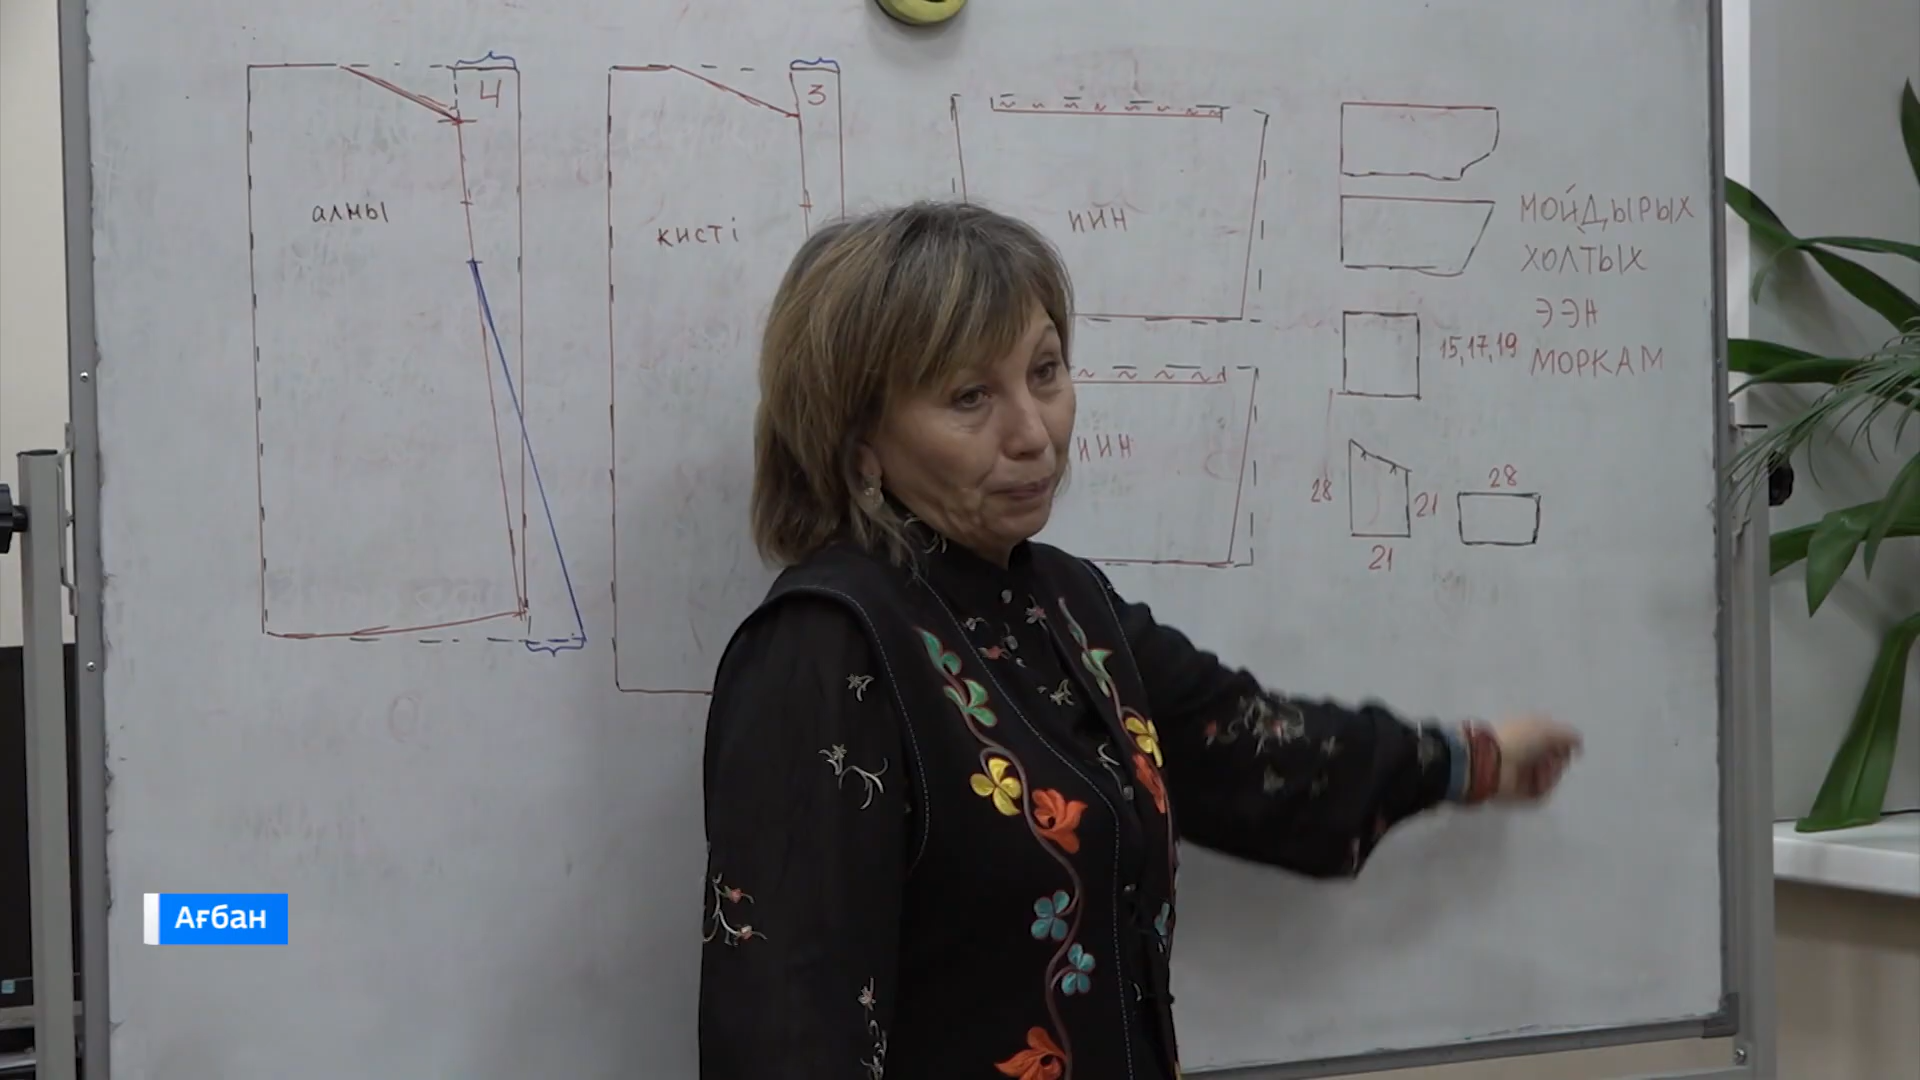 4
3
алны
кисті
ИИН
ИИН
МОЙДЫРЫХ
ХОЛТЫХ
ЭЭН
МОРКАМ
15, 17, 19
28
21
21
28
Ағбан